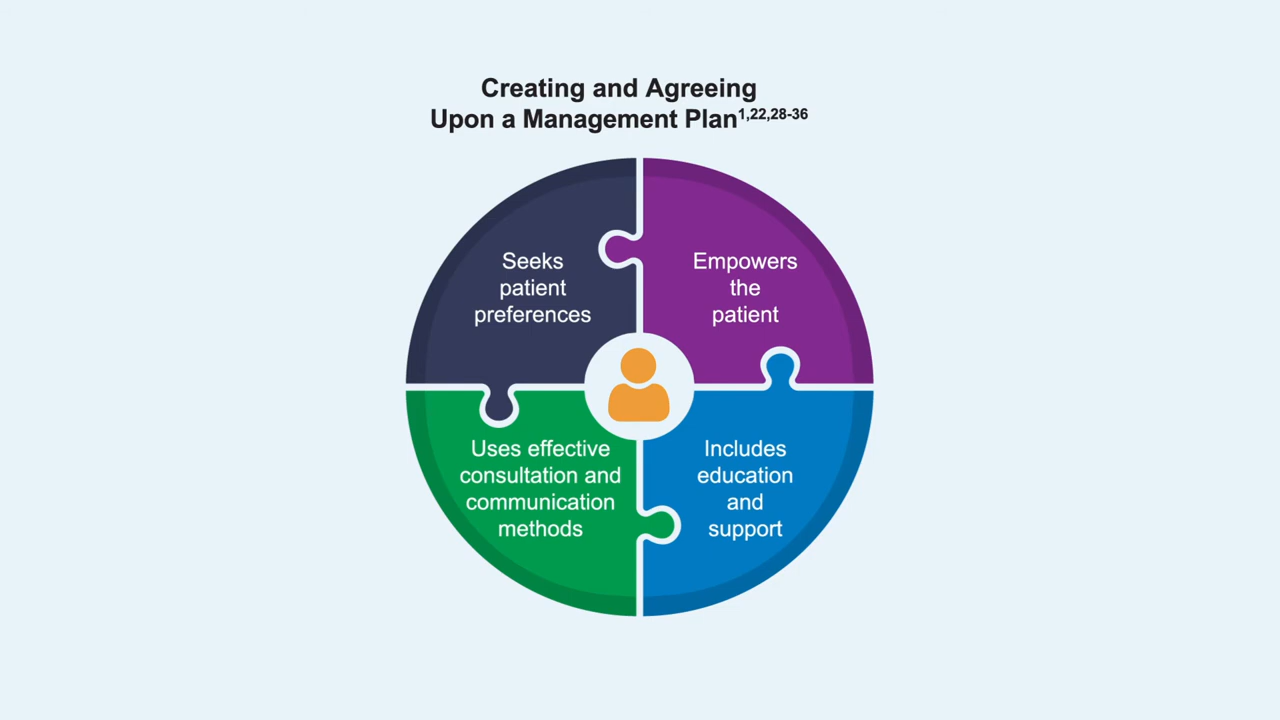 Creating and Agreeing
Upon a Management Plan1,22,28-36
Seeks
patient
preferences
Empowers
the
patient
Uses effective
consultation and
communication
methods
Includes
education
and
support